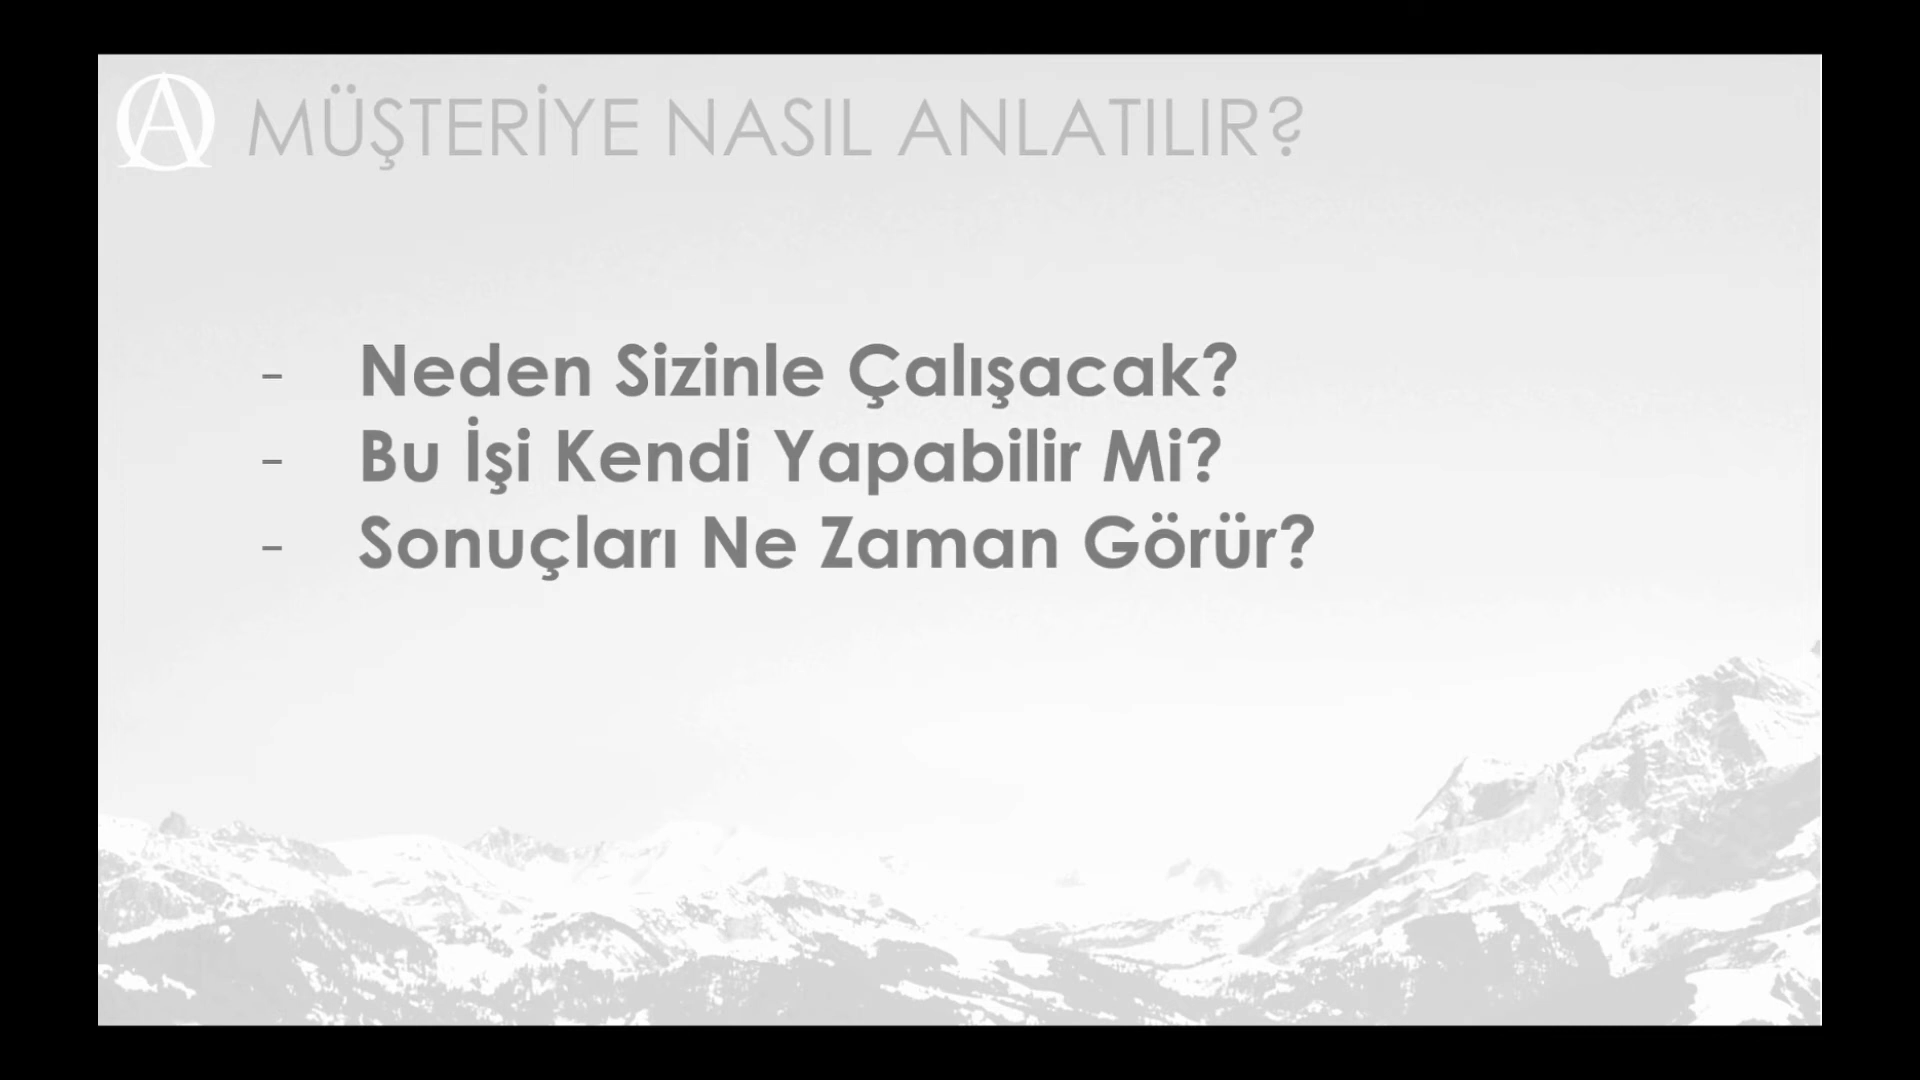 MÜŞTERİYE NASIL ANLATILIR?
- Neden Sizinle Çalışacak?
- Bu İşi Kendi Yapabilir Mi?
- Sonuçları Ne Zaman Görür?